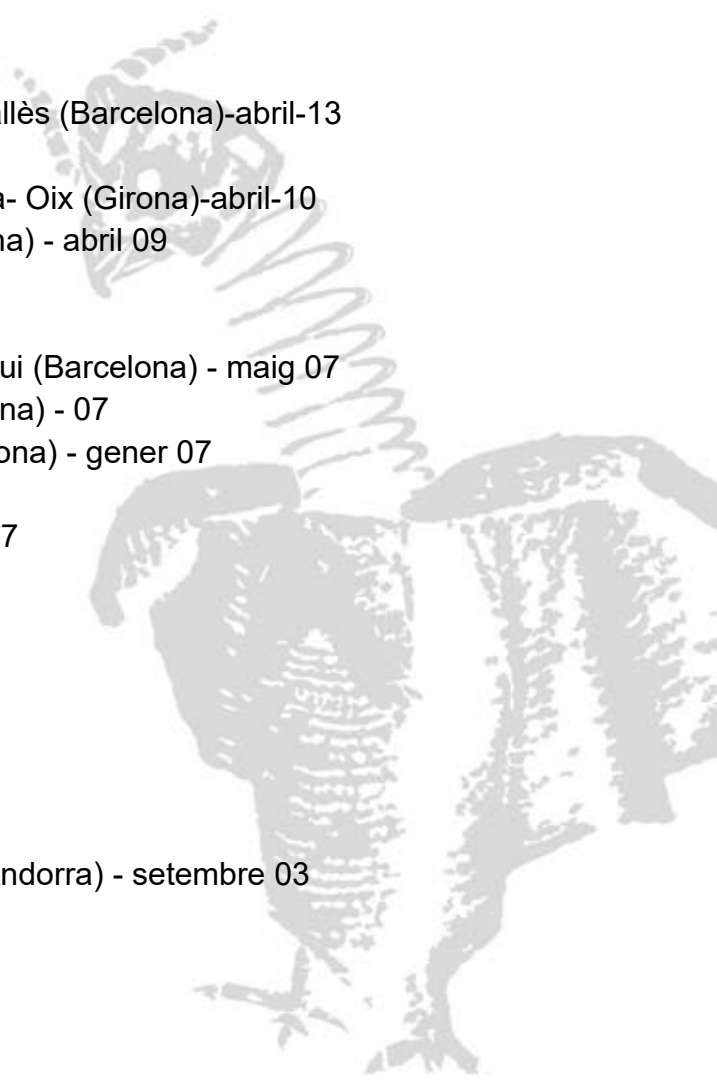 llès (Barcelona)-abril-13
a- Oix (Girona)-abril-10
na) - abril 09
ui (Barcelona) - maig 07
na) - 07
ona) - gener 07
7
ndorra) - setembre 03